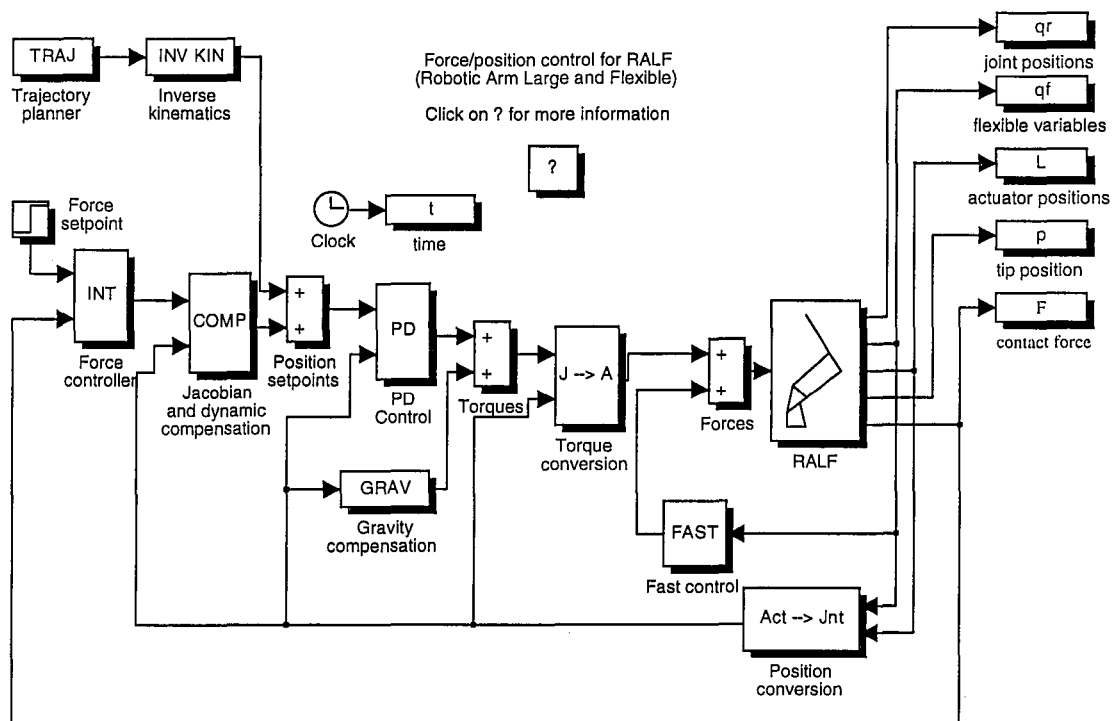 TRAJ
Trajectory
planner
INV KIN
Inverse
kinematics
Force/position control for RALF
(Robotic Arm Large and Flexible)
Click on ? for more information
?
qr
joint positions
qf
flexible variables
L
actuator positions
p
tip position
F
contact force
Force
setpoint
Clock
t
time
INT
Force
controller
COMP
Jacobian
and dynamic
compensation
+
+
Position
setpoints
PD
PD
Control
+
+
Torques
J --> A
Torque
conversion
+
+
Forces
RALF
GRAV
Gravity
compensation
FAST
Fast control
Act --> Jnt
Position
conversion